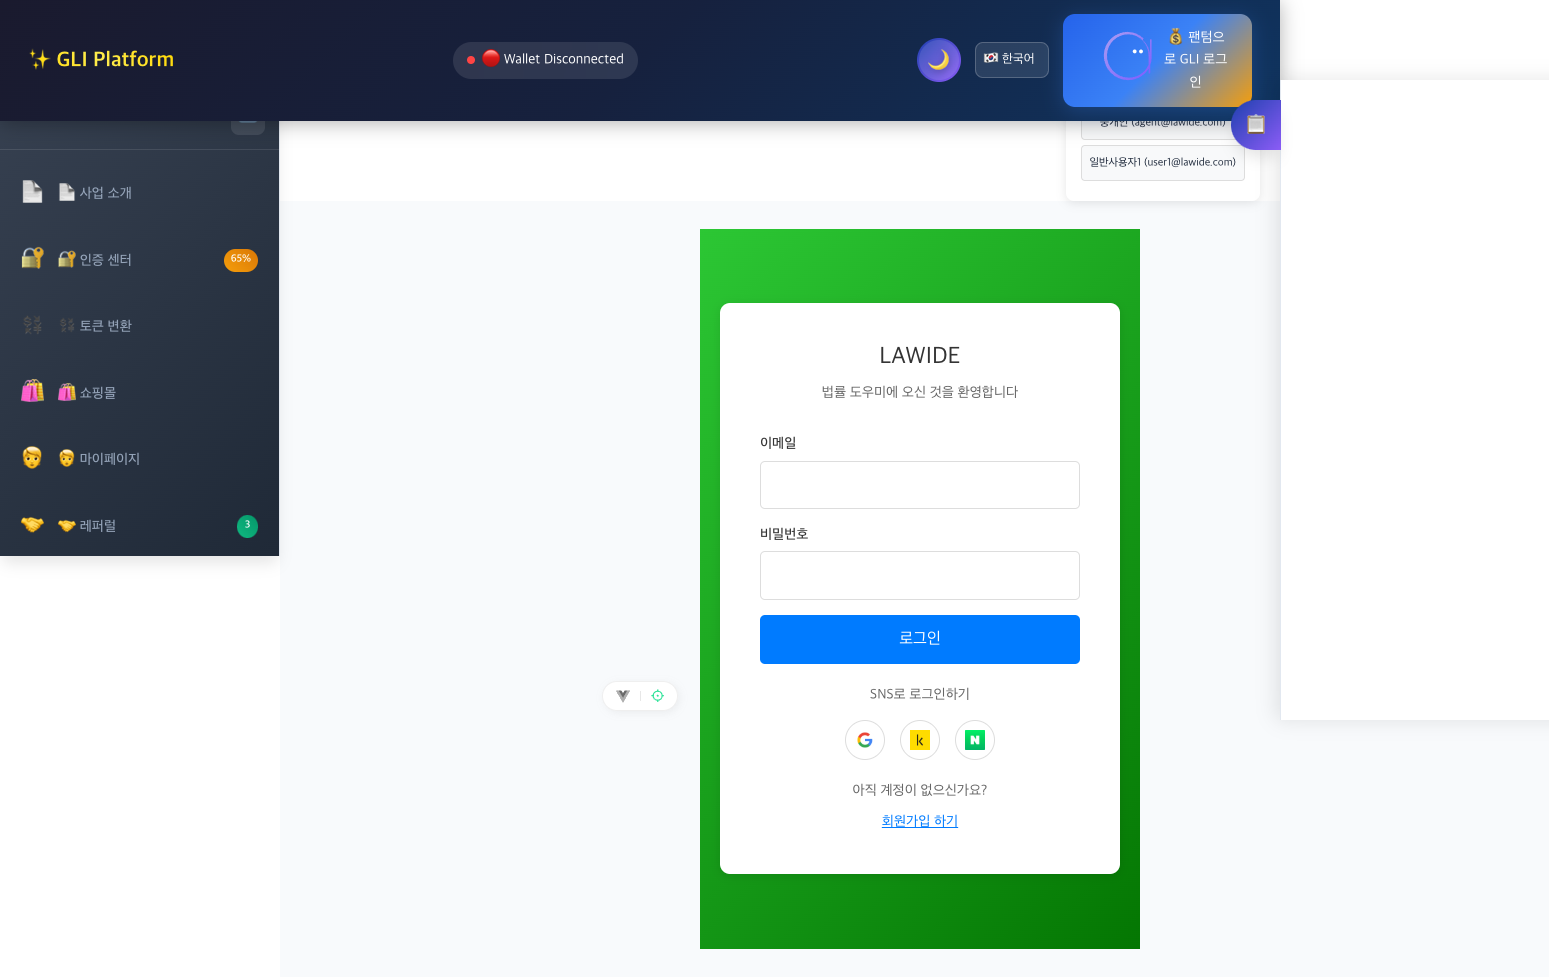 ✨ GLI Platform
🔴 Wallet Disconnected
🌙
🇰🇷 한국어
💰 팬텀으
로 GLI 로그
인
중개인 (agent@lawide.com)
일반사용자1 (user1@lawide.com)
📄 사업 소개
🔐 인증 센터
65%
💱 토큰 변환
🛍️ 쇼핑몰
🧑 마이페이지
🤝 레퍼럴
3
LAWIDE
법률 도우미에 오신 것을 환영합니다
이메일
비밀번호
로그인
SNS로 로그인하기
G
k
N
아직 계정이 없으신가요?
회원가입 하기